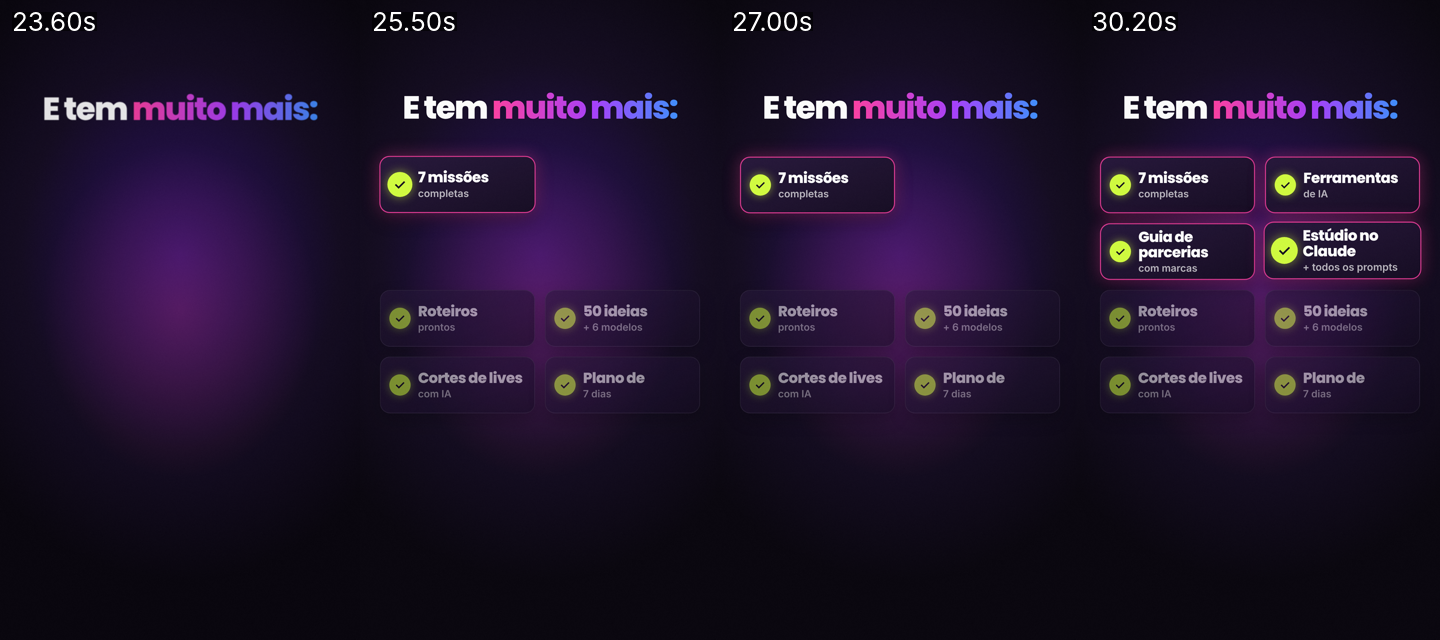 23.60s
E tem muito mais:
25.50s
E tem muito mais:
7 missões
completas
Roteiros
prontos
50 ideias
+ 6 modelos
Cortes de lives
com IA
Plano de
7 dias
27.00s
E tem muito mais:
7 missões
completas
Roteiros
prontos
50 ideias
+ 6 modelos
Cortes de lives
com IA
Plano de
7 dias
30.20s
E tem muito mais:
7 missões
completas
Ferramentas
de IA
Guia de
parcerias
com marcas
Estúdio no
Claude
+ todos os prompts
Roteiros
prontos
50 ideias
+ 6 modelos
Cortes de lives
com IA
Plano de
7 dias